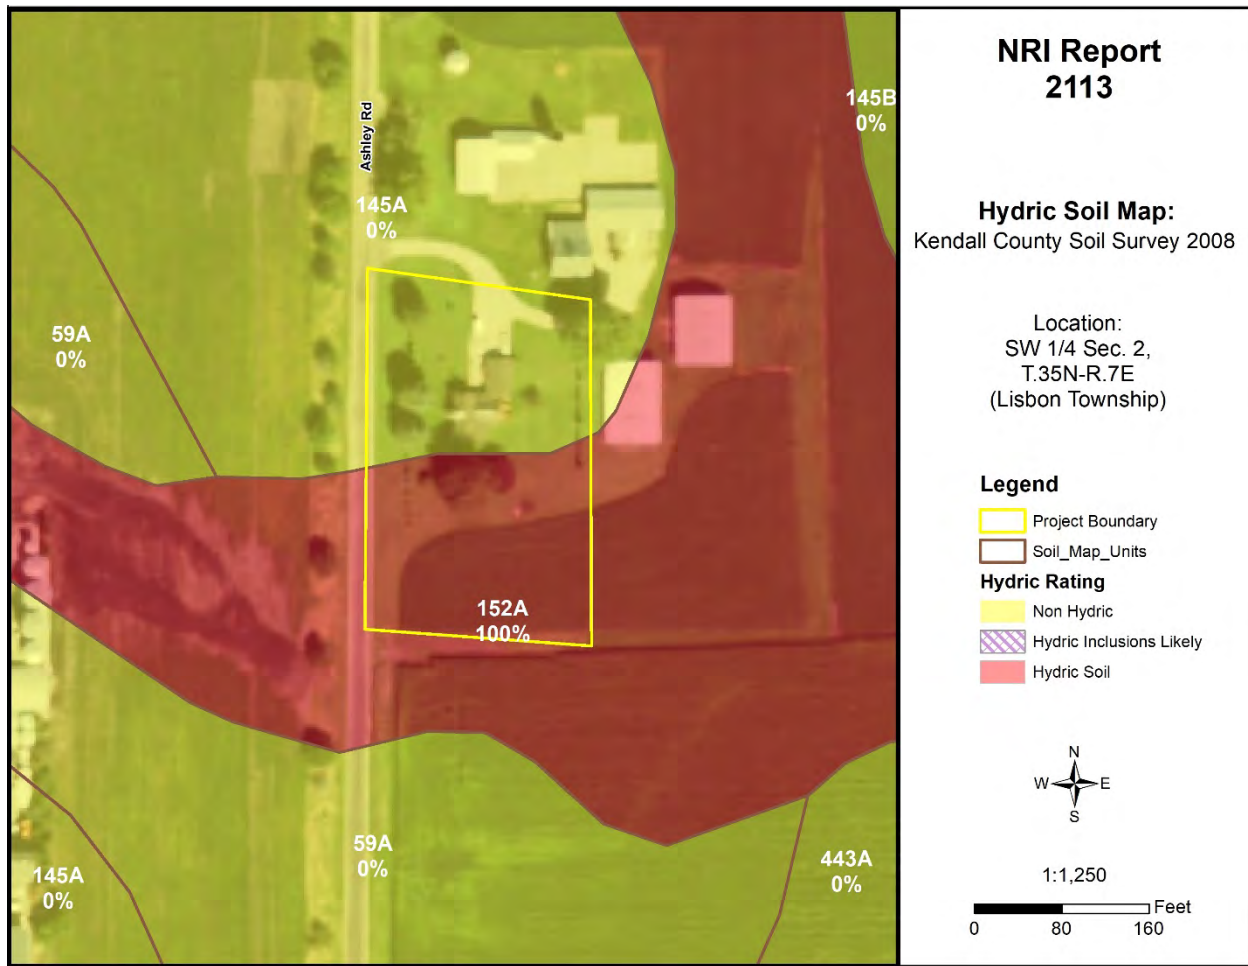 NRI Report
2113
Hydric Soil Map:
Kendall County Soil Survey 2008
Location:
SW 1/4 Sec. 2,
T.35N-R.7E
(Lisbon Township)
Legend
Project Boundary
Soil_Map_Units
Hydric Rating
Non Hydric
Hydric Inclusions Likely
Hydric Soil
N
W E
S
1:1,250
Feet
0 80 160
Ashley Rd
145B
0%
145A
0%
59A
0%
152A
100%
59A
0%
145A
0%
443A
0%